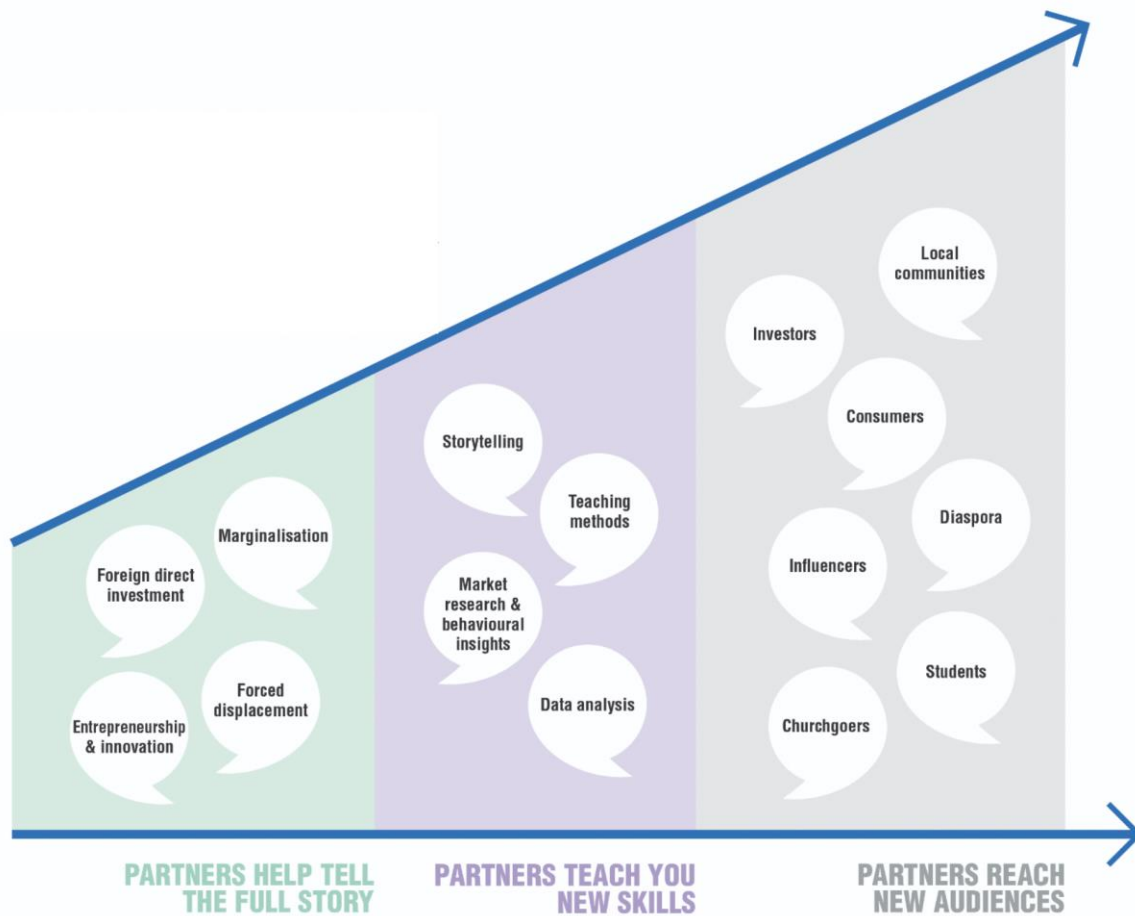 Marginalisation
Foreign direct
investment
Forced
displacement
Entrepreneurship
& innovation
PARTNERS HELP TELL
THE FULL STORY
Storytelling
Teaching
methods
Market
research &
behavioural
insights
Data analysis
PARTNERS TEACH YOU
NEW SKILLS
Local
communities
Investors
Consumers
Diaspora
Influencers
Students
Churchgoers
PARTNERS REACH
NEW AUDIENCES